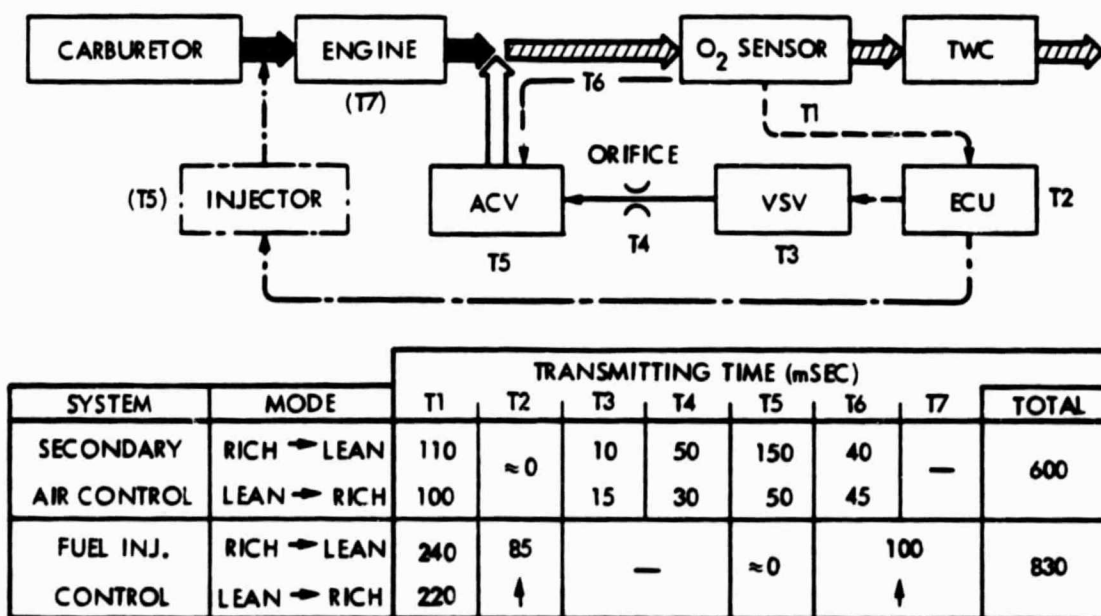 CARBURETOR
ENGINE
O2 SENSOR
TWC
(T7)
T6
T1
ORIFICE
(T5)
INJECTOR
ACV
VSV
ECU
T2
T4
T5
T3
TRANSMITTING TIME (mSEC)
SYSTEM MODE T1 T2 T3 T4 T5 T6 T7 TOTAL
SECONDARY RICH → LEAN 110 ≈0 10 50 150 40 — 600
AIR CONTROL LEAN → RICH 100 15 30 50 45
FUEL INJ. RICH → LEAN 240 85 — ≈0 100 830
CONTROL LEAN → RICH 220 ↑ ↑